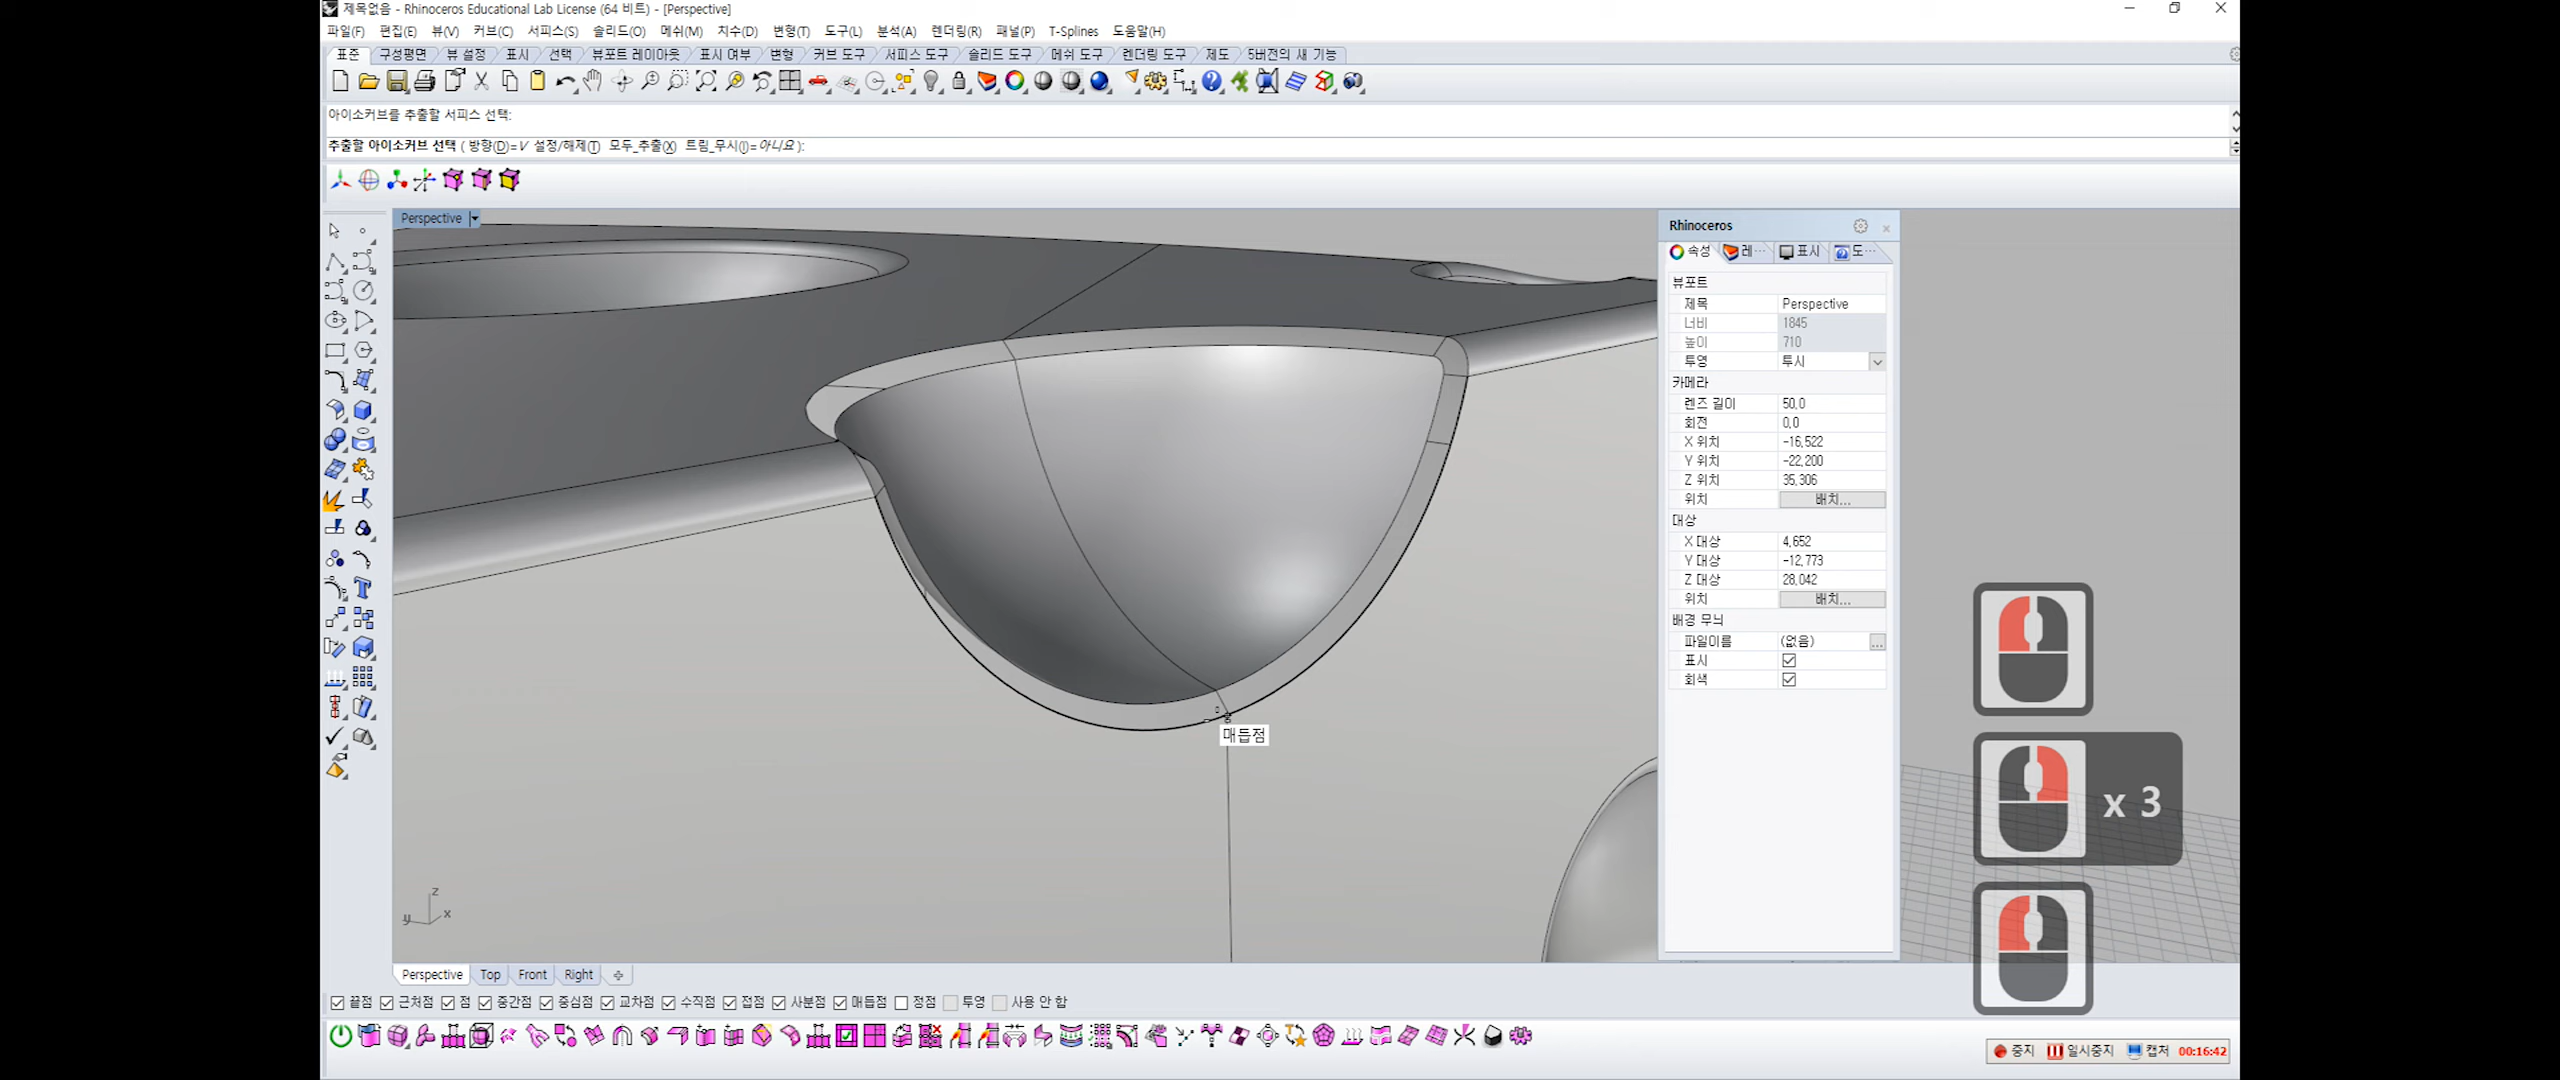 제목없음 - Rhinoceros Educational Lab License (64 비트) - [Perspective]
파일(F) 편집(E) 뷰(V) 커브(C) 서피스(S) 솔리드(O) 메쉬(M) 치수(D) 변형(T) 도구(L) 분석(A) 렌더링(R) 패널(P) T-Splines 도움말(H)
표준 구성평면 뷰 설정 표시 선택 뷰포트 레이아웃 표시 여부 변형 커브 도구 서피스 도구 솔리드 도구 메쉬 도구 렌더링 도구 제도 5버전의 새 기능
아이소커브를 추출할 서피스 선택:
추출할 아이소커브 선택 ( 방향(D)=V 설정/해제(T) 모두_추출(X) 트림_무시(I)=아니요 ):
Perspective
매듭점
z
y x
Rhinoceros
속성 레... 표시 도...
뷰포트
제목 Perspective
너비 1845
높이 710
투영 투시
카메라
렌즈 길이 50.0
회전 0.0
X 위치 -16.522
Y 위치 -22.200
Z 위치 35.306
위치 배치...
대상
X 대상 4.652
Y 대상 -12.773
Z 대상 28.042
위치 배치...
배경 무늬
파일이름 (없음) ...
표시
회색
x 3
Perspective Top Front Right
끝점 근처점 점 중간점 중심점 교차점 수직점 접점 사분점 매듭점 정점 투영 사용 안 함
중지 일시중지 캡처 00:16:42